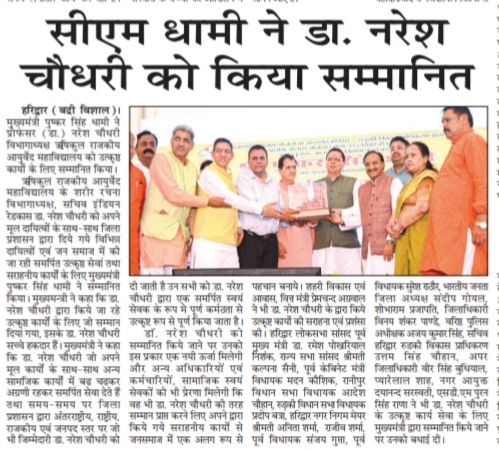 सीएम धामी ने डा. नरेश
चौधरी को किया सम्मानित
हरिद्वार ( बद्री विशाल )।
मुख्यमंत्री पुष्कर सिंह धामी ने
प्रोफेसर (डा.) नरेश चौधरी
विभागाध्यक्ष ऋषिकुल राजकीय
आयुर्वेद महाविद्यालय को उत्कृष्ट
कार्यों के लिए सम्मानित किया।
ऋषिकुल राजकीय आयुर्वेद
महाविद्यालय के शरीर रचना
विभागाध्यक्ष, सचिव इंडियन
रेडक्रास डा. नरेश चौधरी को अपने
मूल दायित्वों के साथ-साथ जिला
प्रशासन द्वारा दिये गये विभिन्न
दायित्वों एवं जन समाज में की
जा रही समर्पित उत्कृष्ट सेवा तथा
सराहनीय कार्यों के लिए मुख्यमंत्री
पुष्कर सिंह धामी ने सम्मानित
किया। मुख्यमन्त्री ने कहा कि डा.
नरेश चौधरी द्वारा किये जा रहे
उत्कृष्ट कार्यों के लिए जो सम्मान
दिया गया, इसके डा. नरेश चौधरी
सच्चे हकदार हैं। मुख्यमंत्री ने कहा
कि डा. नरेश चौधरी जो अपने
मूल कार्यों के साथ-साथ अन्य
सामजिक कार्यों में बढ़ चढ़कर
अग्रणी रहकर समर्पित सेवा देते हैं
तथा समय-समय पर जिला
प्रशासन द्वारा अंतरराष्ट्रीय, राष्ट्रीय,
राजकीय एवं जनपद स्तर पर जो
भी जिम्मेदारी डा. नरेश चौधरी को
दी जाती है उन सभी को डा. नरेश
चौधरी द्वारा एक समर्पित स्वयं
सेवक के रूप मे पूर्ण कर्मठता से
उत्कृष्ट रूप से पूर्ण किया जाता है।
डॉ. नरेश चौधरी को
सम्मानित किये जाने पर उनको
इस प्रकार एक नयी ऊर्जा मिलेगी
और अन्य अधिकारियों एवं
कर्मचारियों, सामाजिक स्वयं
सेवकों को भी प्रेरणा मिलेगी कि
वह भी डा. नरेश चौधरी को तरह
सम्मान प्राप्त करने लिए अपने द्वारा
किये गये सराहनीय कार्यों से
जनसमाज में एक अलग रूप से
पहचान बनाये। शहरी विकास एवं
आवास, वित्त मंत्री प्रेमचन्द अग्रवाल
ने भी डा. नरेश चौधरी के द्वारा किये
उत्कृष्ट कार्यों की सराहना एवं प्रशंसा
की। हरिद्वार लोकसभा सांसद पूर्व
मुख्य मंत्री डा. रमेश पोखरियाल
निशंक, राज्य सभा सांसद श्रीमती
कल्पना सैनी, पूर्व केबिनेट मंत्री
विधायक मदन कौशिक, रानीपुर
विधान सभा विधायक आदेश
चौहान, रुड़की विधान सभा विधायक
प्रदीप बत्रा, हरिद्वार नगर निगम मेयर
श्रीमती अनिता शर्मा, राजीव शर्मा,
पूर्व विधायक संजय गुप्ता, पूर्व
विधायक सुरेश राठौर, भारतीय जनता
जिला अध्यक्ष संदीप गोयल,
शोभाराम प्रजापति, जिलाधिकारी
विनय शंकर पाण्डे, वरिष्ठ पुलिस
अधीक्षक अजय कुमार सिंह, सचिव
हरिद्वार रुडकी विकास प्राधिकरण
उत्तम सिंह चौहान, अपर
जिलाधिकारी वीर सिंह बुधियाल,
प्यारेलाल शाह, नगर आयुक्त
दयानन्द सरस्वती, एसडी.एम पुरन
सिंह राणा ने भी डॉ. नरेश चौधरी के
उत्कृष्ट कार्य सेवा के लिए
मुख्यमंत्री द्वारा सम्मानित किये जाने
पर उनको बधाई दी।